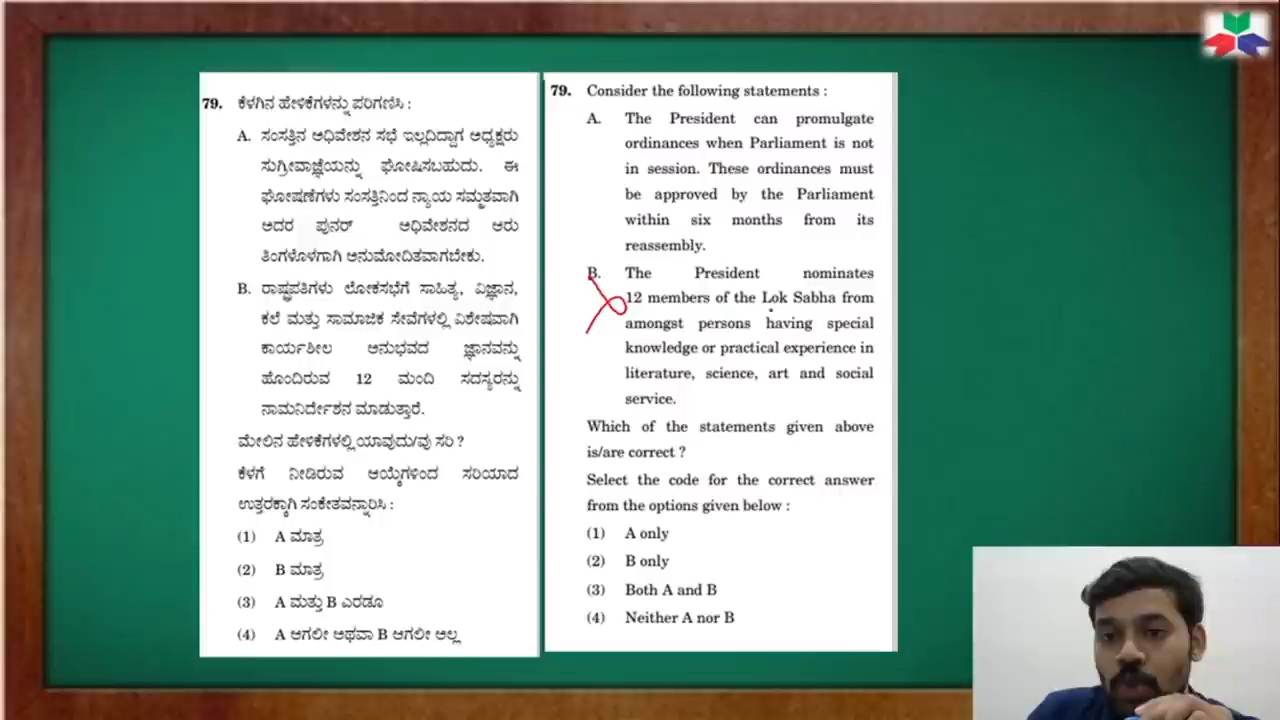 79. ಕೆಳಗಿನ ಹೇಳಿಕೆಗಳನ್ನು ಪರಿಗಣಿಸಿ :
A. ಸಂಸತ್ತಿನ ಅಧಿವೇಶನ ಸಭೆ ಇಲ್ಲದಿದ್ದಾಗ ಅಧ್ಯಕ್ಷರು
ಸುಗ್ರೀವಾಜ್ಞೆಯನ್ನು ಘೋಷಿಸಬಹುದು. ಈ
ಘೋಷಣೆಗಳು ಸಂಸತ್ತಿನಿಂದ ನ್ಯಾಯ ಸಮ್ಮತವಾಗಿ
ಅದರ ಪುನರ್ ಅಧಿವೇಶನದ ಆರು
ತಿಂಗಳೊಳಗಾಗಿ ಅನುಮೋದಿತವಾಗಬೇಕು.
B. ರಾಷ್ಟ್ರಪತಿಗಳು ಲೋಕಸಭೆಗೆ ಸಾಹಿತ್ಯ, ವಿಜ್ಞಾನ,
ಕಲೆ ಮತ್ತು ಸಾಮಾಜಿಕ ಸೇವೆಗಳಲ್ಲಿ ವಿಶೇಷವಾಗಿ
ಕಾರ್ಯಶೀಲ ಅನುಭವದ ಜ್ಞಾನವನ್ನು
ಹೊಂದಿರುವ 12 ಮಂದಿ ಸದಸ್ಯರನ್ನು
ನಾಮನಿರ್ದೇಶನ ಮಾಡುತ್ತಾರೆ.
ಮೇಲಿನ ಹೇಳಿಕೆಗಳಲ್ಲಿ ಯಾವುದು/ವು ಸರಿ ?
ಕೆಳಗೆ ನೀಡಿರುವ ಆಯ್ಕೆಗಳಿಂದ ಸರಿಯಾದ
ಉತ್ತರಕ್ಕಾಗಿ ಸಂಕೇತವನ್ನಾರಿಸಿ :
(1) A ಮಾತ್ರ
(2) B ಮಾತ್ರ
(3) A ಮತ್ತು B ಎರಡೂ
(4) A ಆಗಲೀ ಅಥವಾ B ಆಗಲೀ ಅಲ್ಲ
79. Consider the following statements :
A. The President can promulgate
ordinances when Parliament is not
in session. These ordinances must
be approved by the Parliament
within six months from its
reassembly.
B. The President nominates
12 members of the Lok Sabha from
amongst persons having special
knowledge or practical experience in
literature, science, art and social
service.
Which of the statements given above
is/are correct ?
Select the code for the correct answer
from the options given below :
(1) A only
(2) B only
(3) Both A and B
(4) Neither A nor B